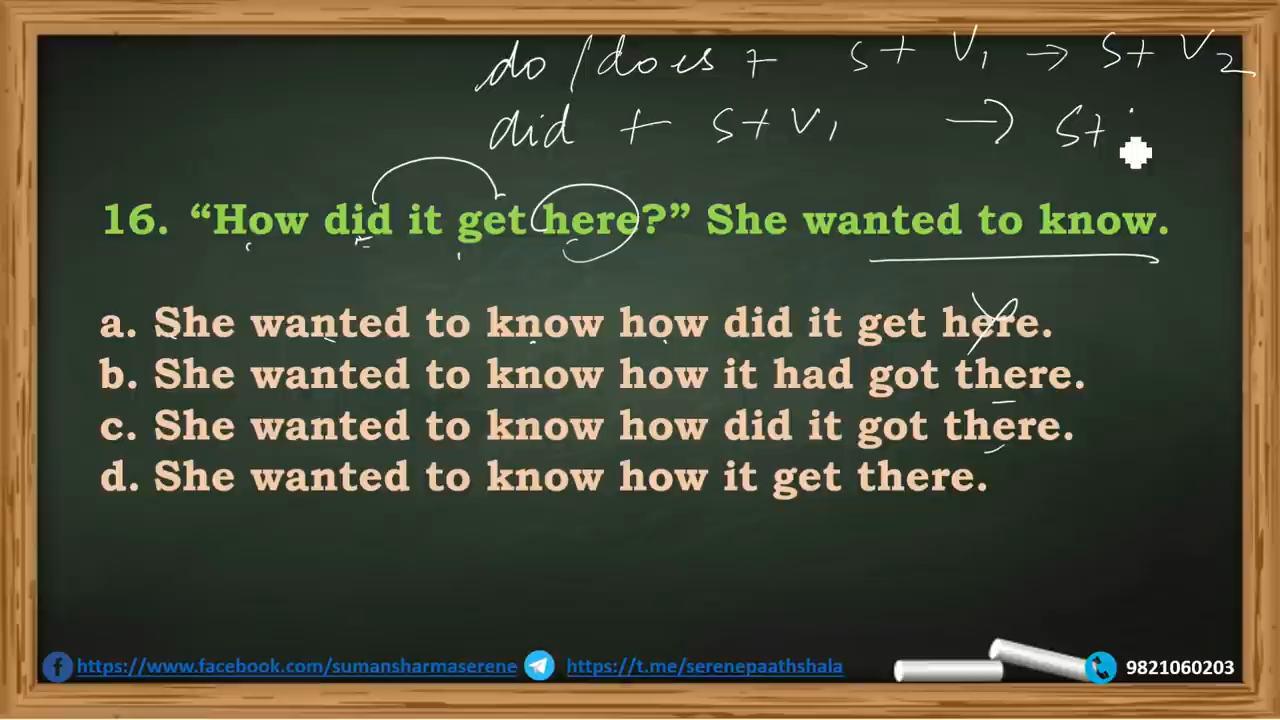 do/does + s + V1 → s + V2
did + s + V1 → s +
16. “How did it get here?” She wanted to know.
a. She wanted to know how did it get here.
b. She wanted to know how it had got there.
c. She wanted to know how did it got there.
d. She wanted to know how it get there.
https://www.facebook.com/sumansharmaserene https://t.me/serenepaathshala 9821060203